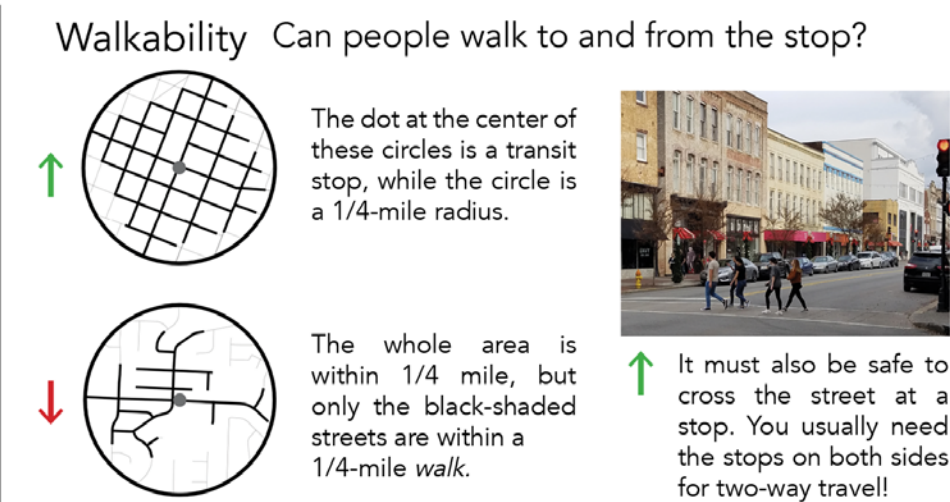 Walkability Can people walk to and from the stop?
The dot at the center of
these circles is a transit
stop, while the circle is
a 1/4-mile radius.
The whole area is
within 1/4 mile, but
only the black-shaded
streets are within a
1/4-mile walk.
It must also be safe to
cross the street at a
stop. You usually need
the stops on both sides
for two-way travel!